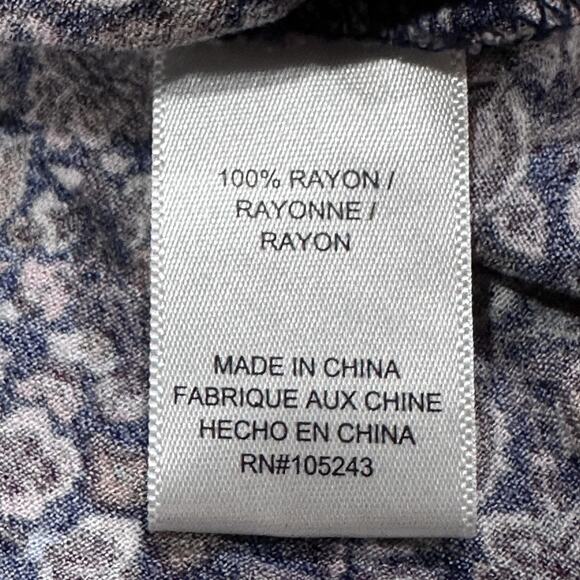 100% RAYON /
RAYONNE /
RAYON
MADE IN CHINA
FABRIQUE AUX CHINE
HECHO EN CHINA
RN#105243